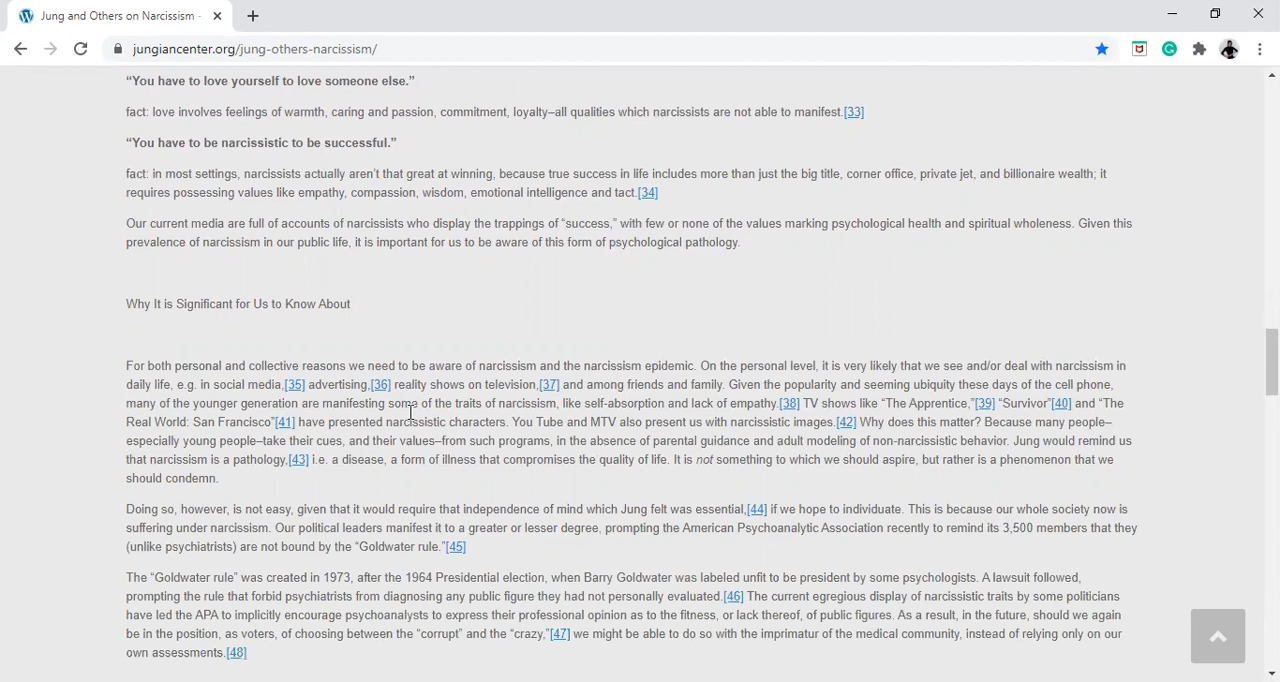 Jung and Others on Narcissism -
jungiancenter.org/jung-others-narcissism/
“You have to love yourself to love someone else.”
fact: love involves feelings of warmth, caring and passion, commitment, loyalty–all qualities which narcissists are not able to manifest.[33]
“You have to be narcissistic to be successful.”
fact: in most settings, narcissists actually aren’t that great at winning, because true success in life includes more than just the big title, corner office, private jet, and billionaire wealth; it
requires possessing values like empathy, compassion, wisdom, emotional intelligence and tact.[34]
Our current media are full of accounts of narcissists who display the trappings of “success,” with few or none of the values marking psychological health and spiritual wholeness. Given this
prevalence of narcissism in our public life, it is important for us to be aware of this form of psychological pathology.
Why It is Significant for Us to Know About
For both personal and collective reasons we need to be aware of narcissism and the narcissism epidemic. On the personal level, it is very likely that we see and/or deal with narcissism in
daily life, e.g. in social media,[35] advertising,[36] reality shows on television,[37] and among friends and family. Given the popularity and seeming ubiquity these days of the cell phone,
many of the younger generation are manifesting some of the traits of narcissism, like self-absorption and lack of empathy.[38] TV shows like “The Apprentice,”[39] “Survivor”[40] and “The
Real World: San Francisco”[41] have presented narcissistic characters. You Tube and MTV also present us with narcissistic images.[42] Why does this matter? Because many people–
especially young people–take their cues, and their values–from such programs, in the absence of parental guidance and adult modeling of non-narcissistic behavior. Jung would remind us
that narcissism is a pathology,[43] i.e. a disease, a form of illness that compromises the quality of life. It is not something to which we should aspire, but rather is a phenomenon that we
should condemn.
Doing so, however, is not easy, given that it would require that independence of mind which Jung felt was essential,[44] if we hope to individuate. This is because our whole society now is
suffering under narcissism. Our political leaders manifest it to a greater or lesser degree, prompting the American Psychoanalytic Association recently to remind its 3,500 members that they
(unlike psychiatrists) are not bound by the “Goldwater rule.”[45]
The “Goldwater rule” was created in 1973, after the 1964 Presidential election, when Barry Goldwater was labeled unfit to be president by some psychologists. A lawsuit followed,
prompting the rule that forbid psychiatrists from diagnosing any public figure they had not personally evaluated.[46] The current egregious display of narcissistic traits by some politicians
have led the APA to implicitly encourage psychoanalysts to express their professional opinion as to the fitness, or lack thereof, of public figures. As a result, in the future, should we again
be in the position, as voters, of choosing between the “corrupt” and the “crazy,”[47] we might be able to do so with the imprimatur of the medical community, instead of relying only on our
own assessments.[48]